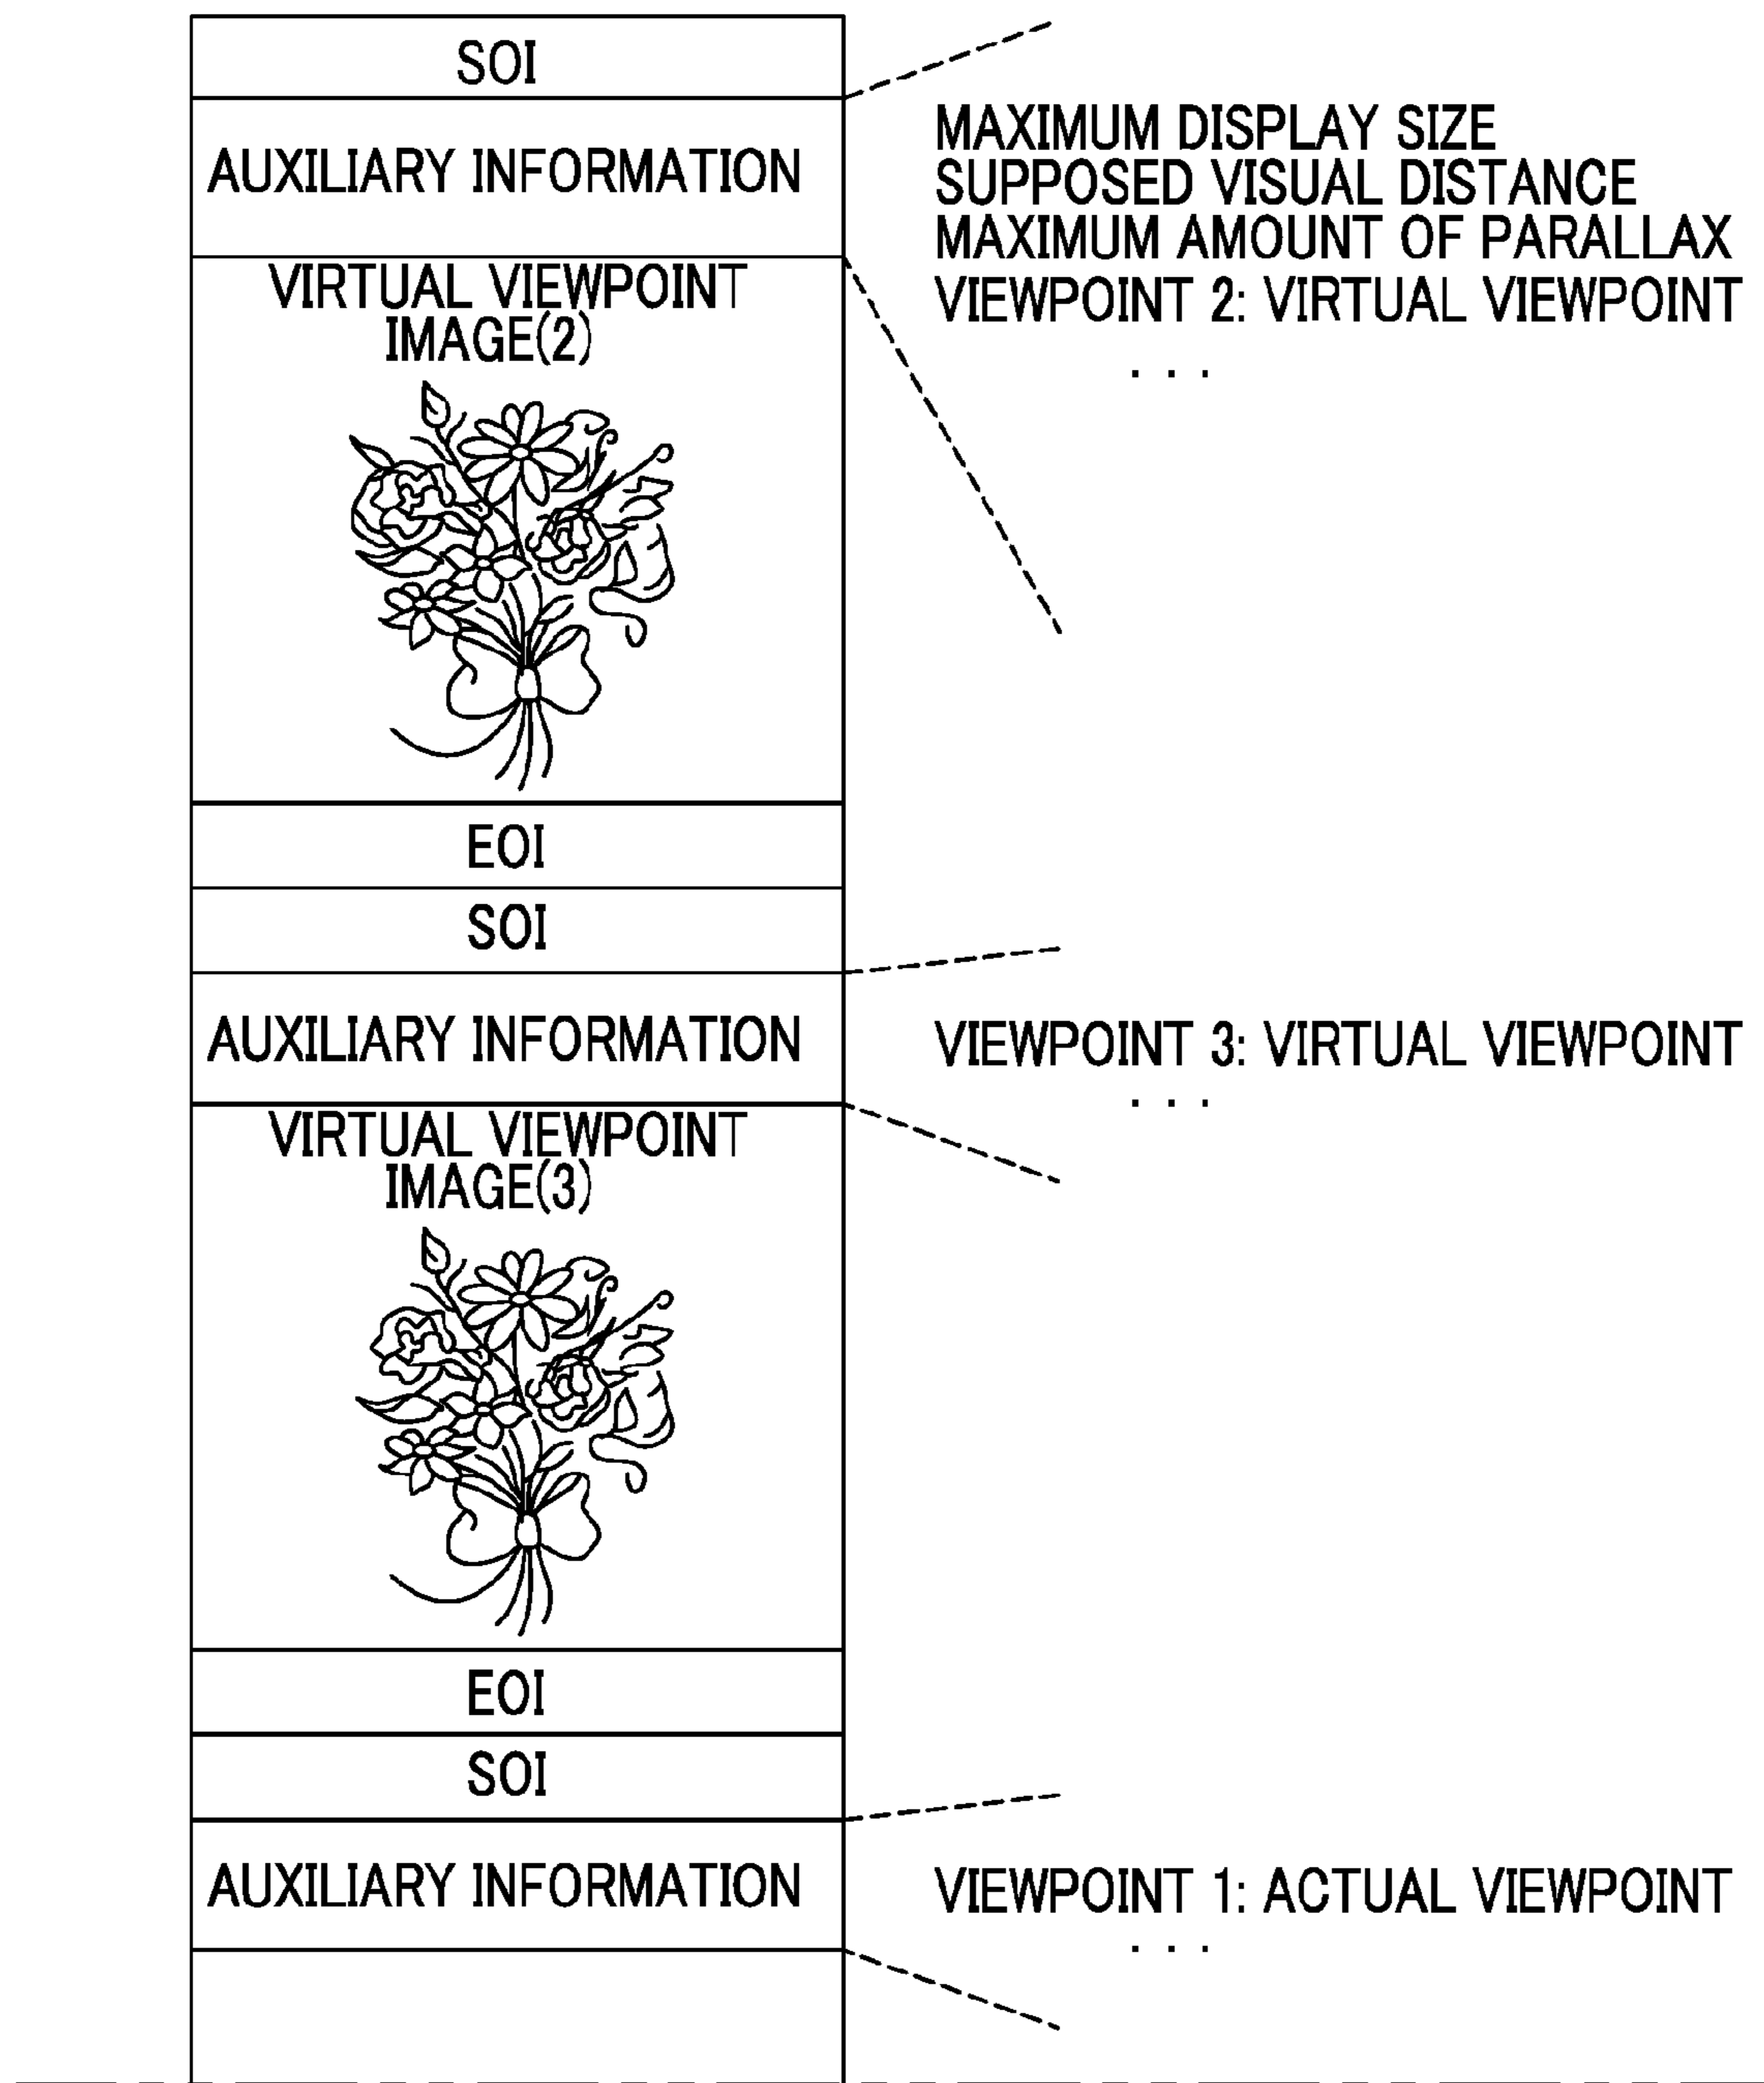 SOI
AUXILIARY INFORMATION
MAXIMUM DISPLAY SIZE
SUPPOSED VISUAL DISTANCE
MAXIMUM AMOUNT OF PARALLAX
VIEWPOINT 2: VIRTUAL VIEWPOINT
. . .
VIRTUAL VIEWPOINT
IMAGE(2)
EOI
SOI
AUXILIARY INFORMATION
VIEWPOINT 3: VIRTUAL VIEWPOINT
. . .
VIRTUAL VIEWPOINT
IMAGE(3)
EOI
SOI
AUXILIARY INFORMATION
VIEWPOINT 1: ACTUAL VIEWPOINT
. . .